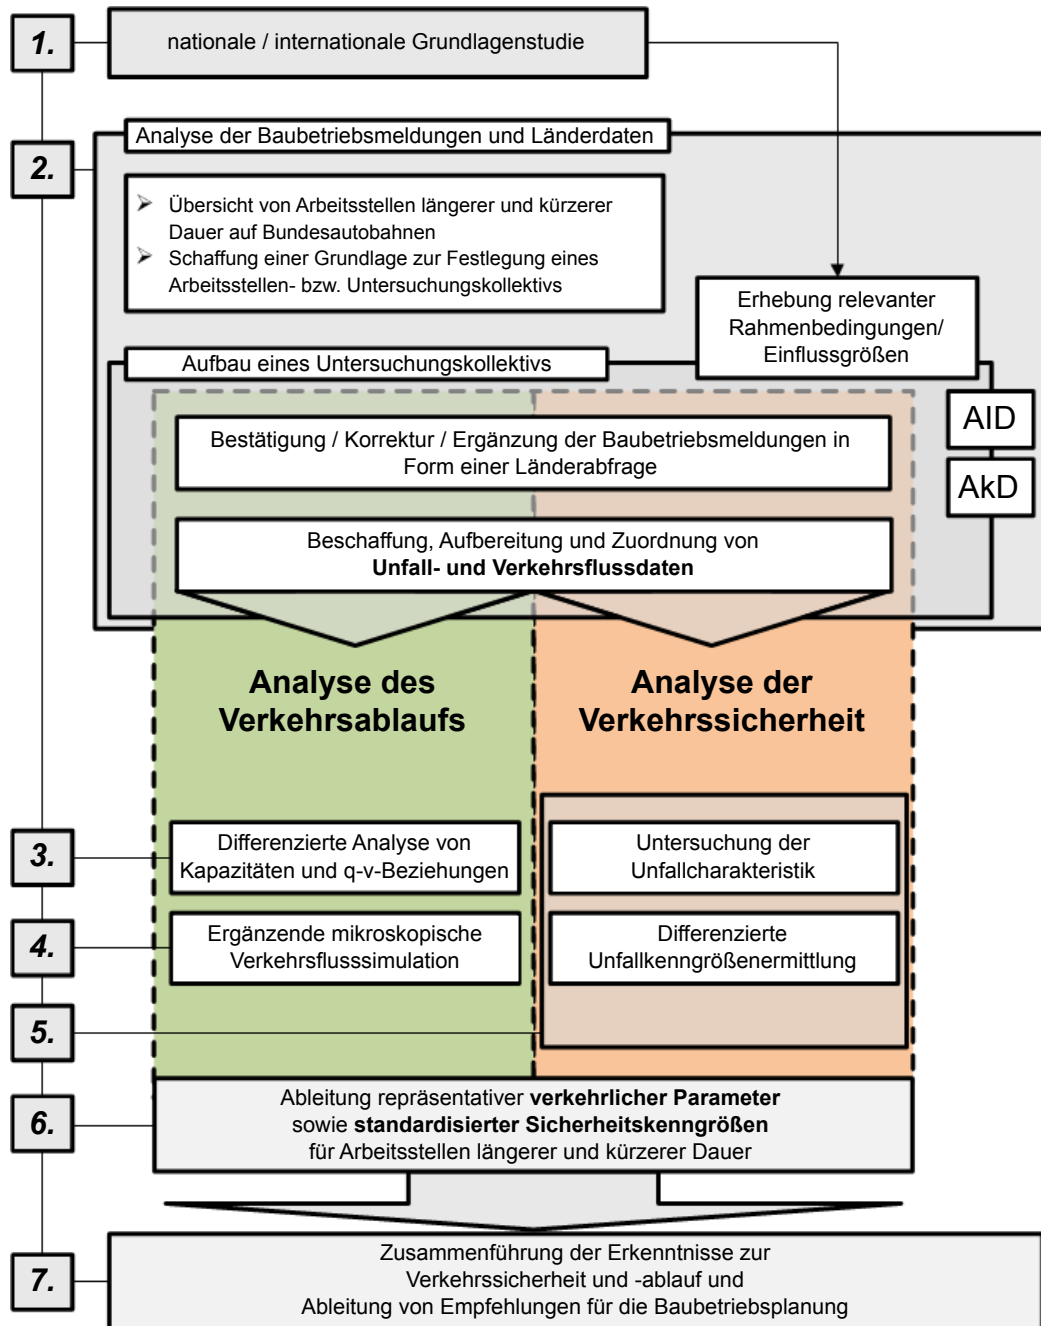 1.
nationale / internationale Grundlagenstudie
2.
Analyse der Baubetriebsmeldungen und Länderdaten
Übersicht von Arbeitsstellen längerer und kürzerer
Dauer auf Bundesautobahnen
Schaffung einer Grundlage zur Festlegung eines
Arbeitsstellen- bzw. Untersuchungskollektivs
Erhebung relevanter
Rahmenbedingungen/
Einflussgrößen
Aufbau eines Untersuchungskollektivs
AlD
AkD
Bestätigung / Korrektur / Ergänzung der Baubetriebsmeldungen in
Form einer Länderabfrage
Beschaffung, Aufbereitung und Zuordnung von
Unfall- und Verkehrsflussdaten
Analyse des
Verkehrsablaufs
Analyse der
Verkehrssicherheit
3.
Differenzierte Analyse von
Kapazitäten und q-v-Beziehungen
Untersuchung der
Unfallcharakteristik
4.
Ergänzende mikroskopische
Verkehrsflusssimulation
Differenzierte
Unfallkenngrößenermittlung
5.
6.
Ableitung repräsentativer verkehrlicher Parameter
sowie standardisierter Sicherheitskenngrößen
für Arbeitsstellen längerer und kürzerer Dauer
7.
Zusammenführung der Erkenntnisse zur
Verkehrssicherheit und -ablauf und
Ableitung von Empfehlungen für die Baubetriebsplanung